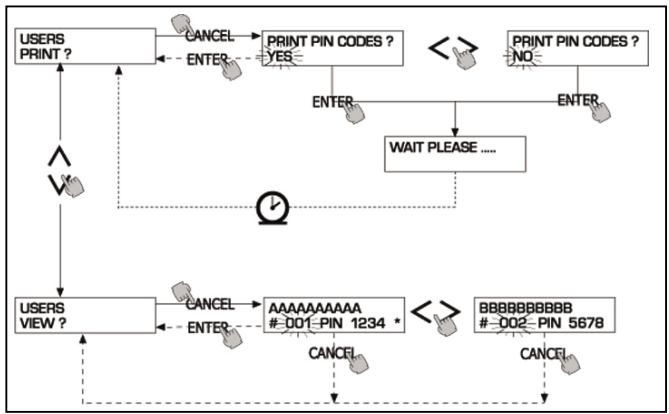 USERS
PRINT ?
CANCEL
ENTER
PRINT PIN CODES ?
YES
PRINT PIN CODES ?
NO
ENTER
ENTER
WAIT PLEASE .....
USERS
VIEW ?
CANCEL
ENTER
AAAAAAAAAA
# 001 PIN 1234 *
BBBBBBBBBB
# 002 PIN 5678
CANCEL
CANCEL